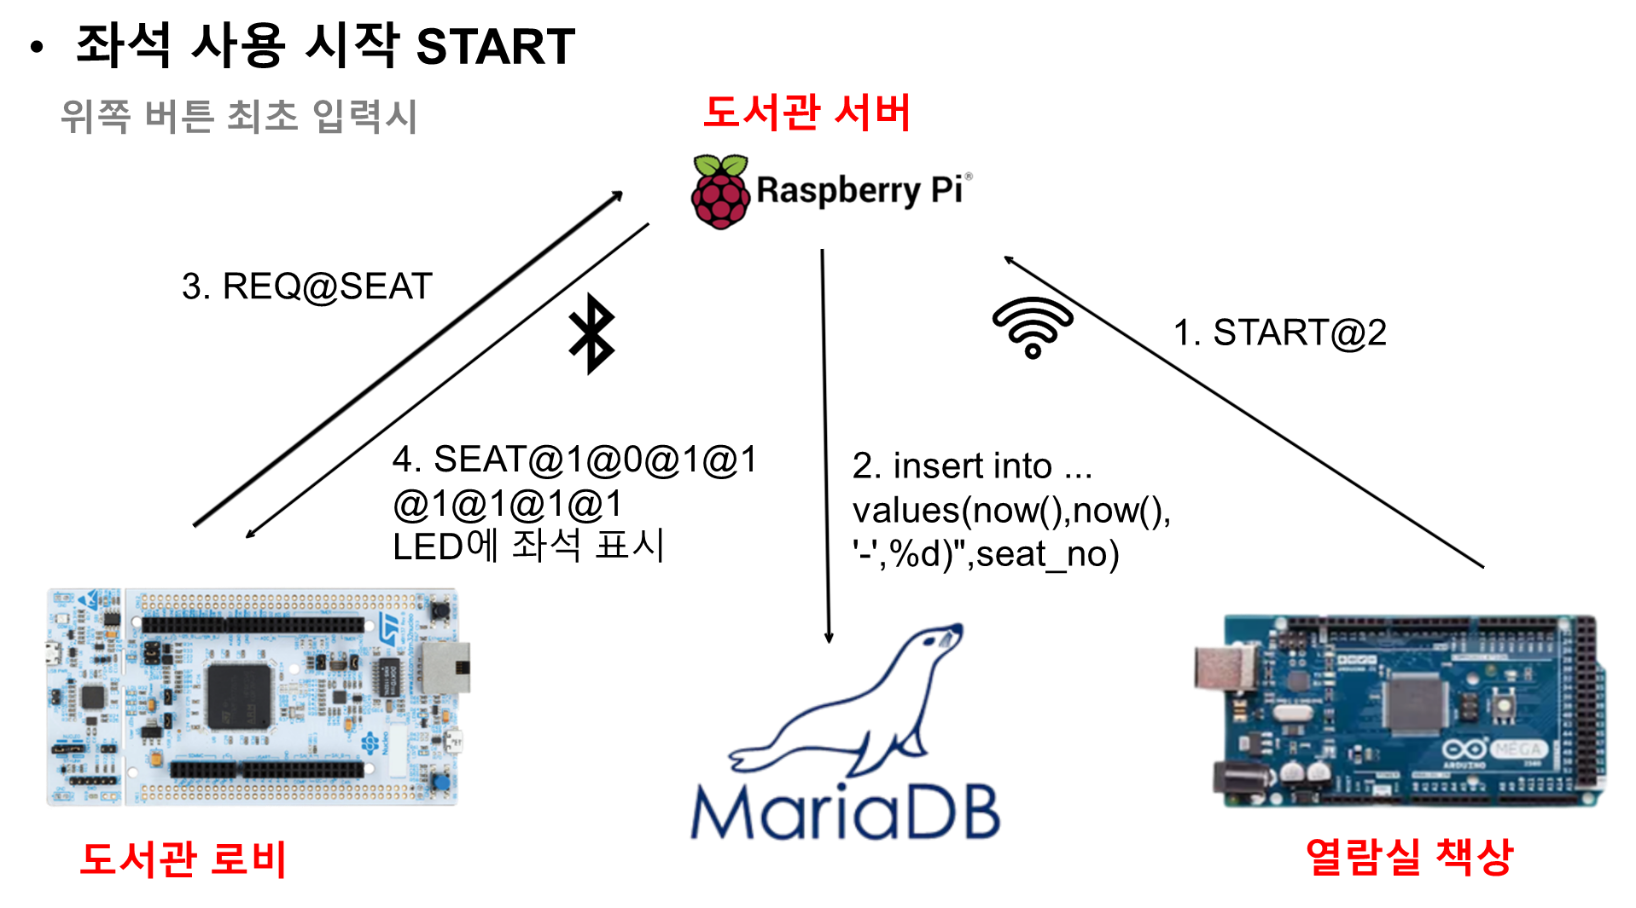 • 좌석 사용 시작 START
위쪽 버튼 최초 입력시
도서관 서버
Raspberry Pi®
3. REQ@SEAT
1. START@2
4. SEAT@1@0@1@1
@1@1@1@1
LED에 좌석 표시
2. insert into ...
values(now(),now(),
'-',%d)",seat_no)
MariaDB
ARDUINO MEGA
도서관 로비
열람실 책상